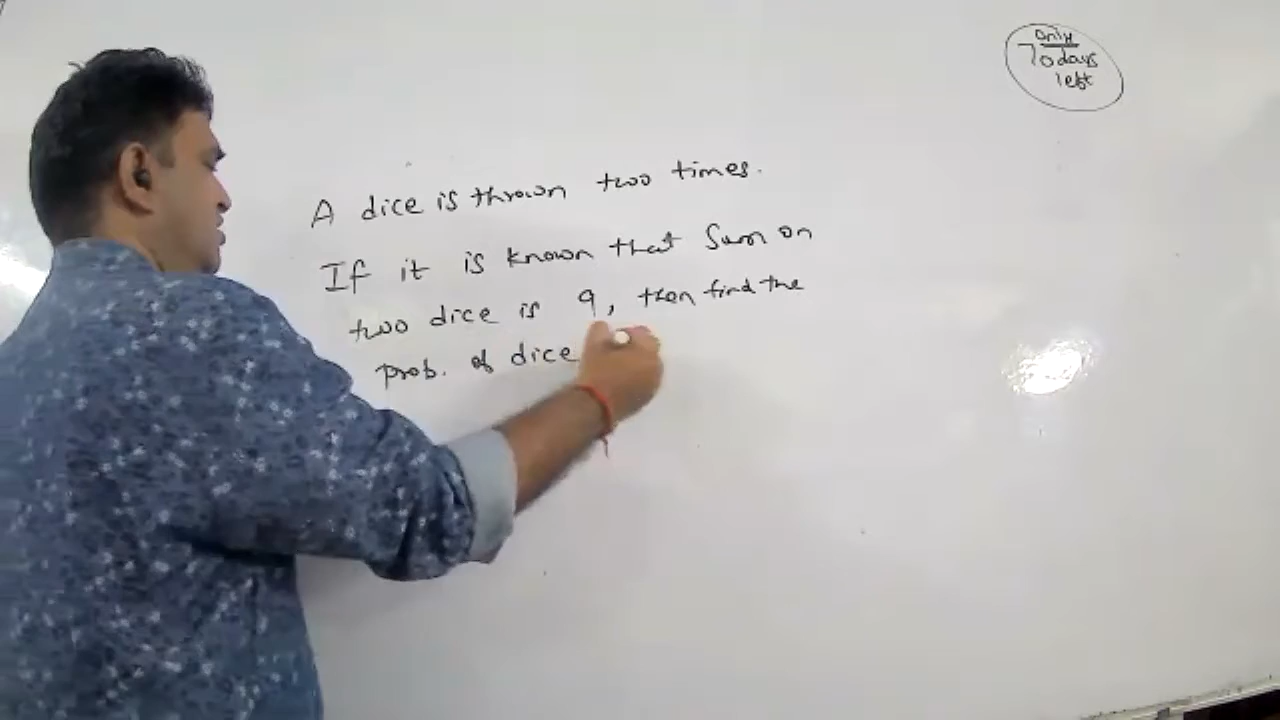 Only
70 days
left
A dice is thrown two times.
If it is known that Sum on
two dice is 9, then find the
prob. of dice